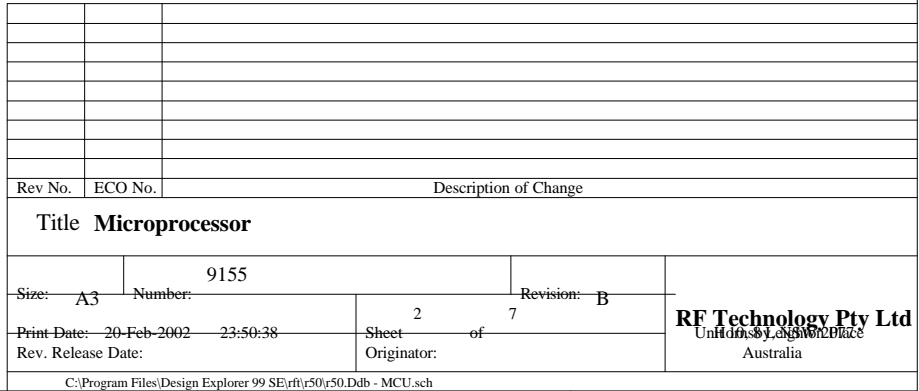 Rev No. ECO No. Description of Change
Title Microprocessor
Size: A3 Number: 9155 Revision: B
Print Date: 20-Feb-2002 23:50:38 Sheet 2 of 7
Rev. Release Date: Originator:
RF Technology Pty Ltd
Australia
C:\Program Files\Design Explorer 99 SE\rft\r50\r50.Ddb - MCU.sch